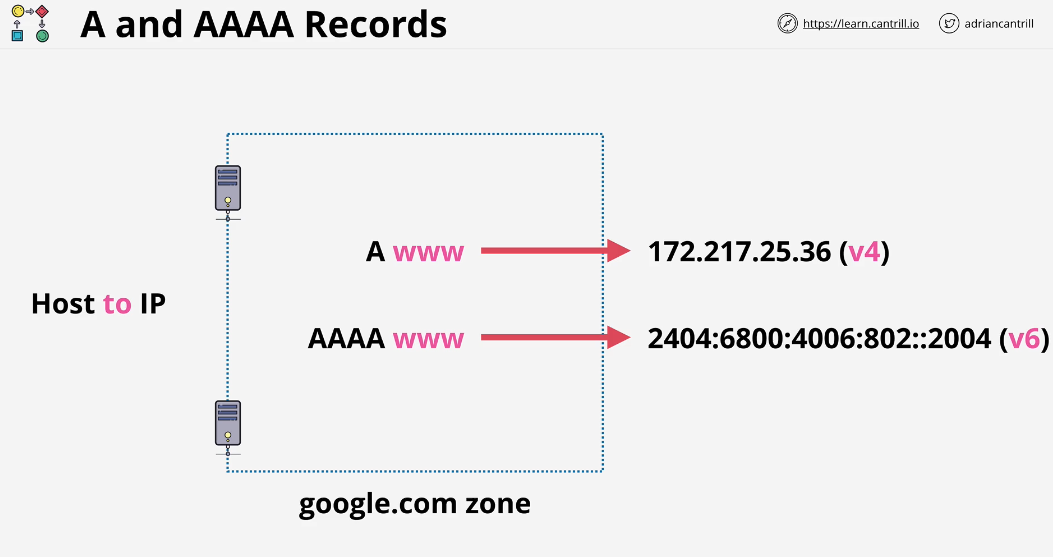 A and AAAA Records
https://learn.cantrill.io
adriancantrill
A www
172.217.25.36 (v4)
Host to IP
AAAA www
2404:6800:4006:802::2004 (v6)
google.com zone